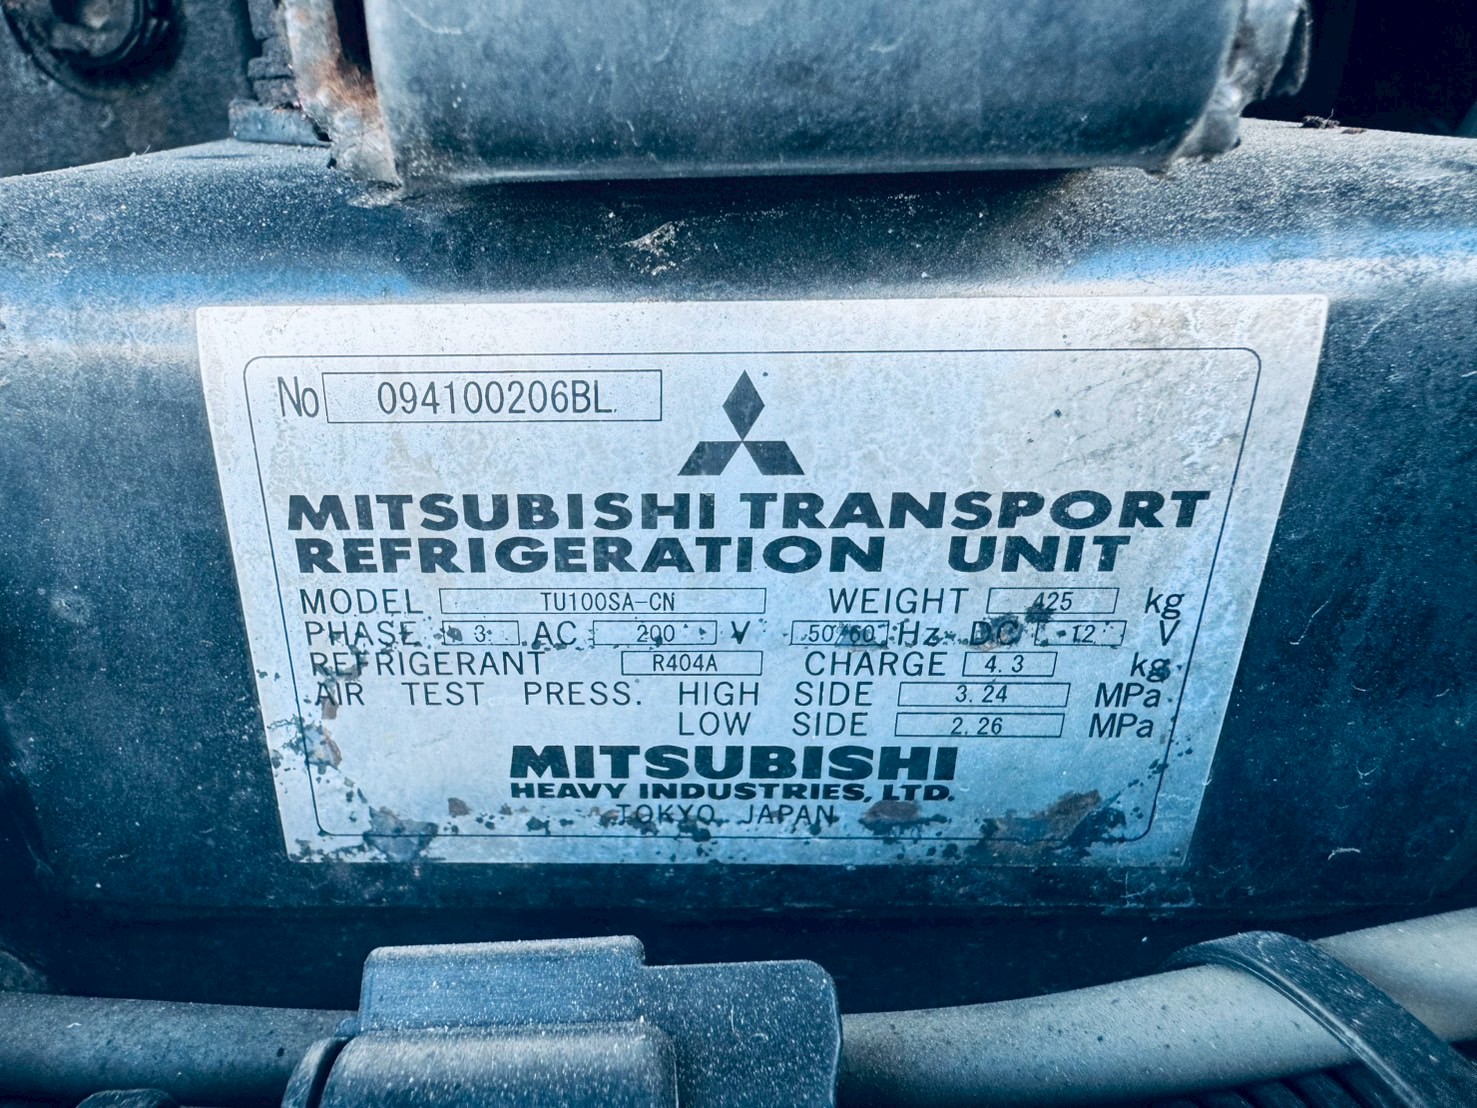 No 094100206BL
MITSUBISHI TRANSPORT
REFRIGERATION UNIT
MODEL TU100SA-CN WEIGHT 425 kg
PHASE 3 AC 200 V 50/60 Hz DC 12 V
REFRIGERANT R404A CHARGE 4.3 kg
AIR TEST PRESS. HIGH SIDE 3.24 MPa
LOW SIDE 2.26 MPa
MITSUBISHI
HEAVY INDUSTRIES, LTD.
TOKYO JAPAN